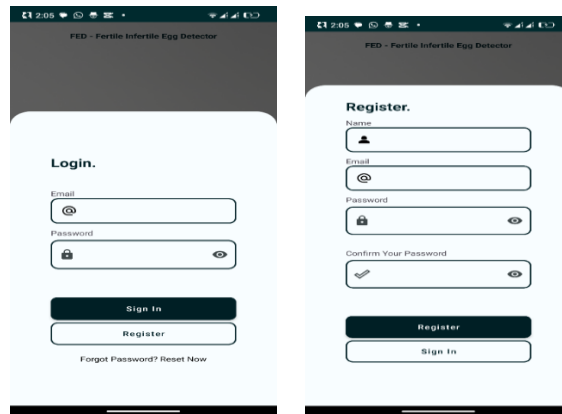 2:05
FED - Fertile Infertile Egg Detector
Login.
Email
@
Password
Sign In
Register
Forgot Password? Reset Now
2:05
FED - Fertile Infertile Egg Detector
Register.
Name
Email
@
Password
Confirm Your Password
Register
Sign In